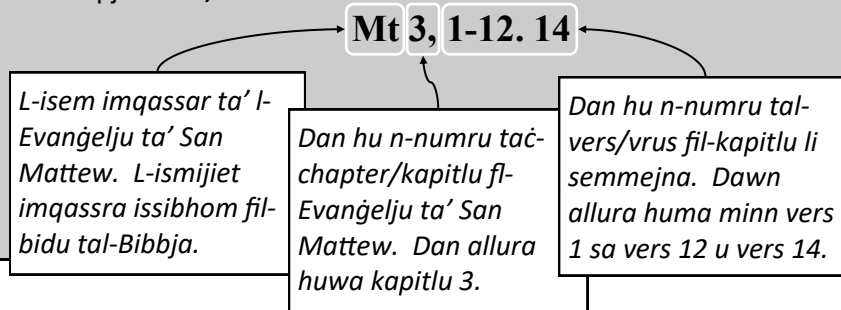 Mt 3, 1-12. 14
L-isem imqassar ta' l-
Evanġelju ta' San
Mattew.  L-ismijiet
imqassra issibhom fil-
bidu tal-Bibbja.
Dan hu n-numru taċ-
chapter/kapitlu fl-
Evanġelju ta' San
Mattew.  Dan allura
huwa kapitlu 3.
Dan hu n-numru tal-
vers/vrus fil-kapitlu li
semmejna.  Dawn
allura huma minn vers
1 sa vers 12 u vers 14.